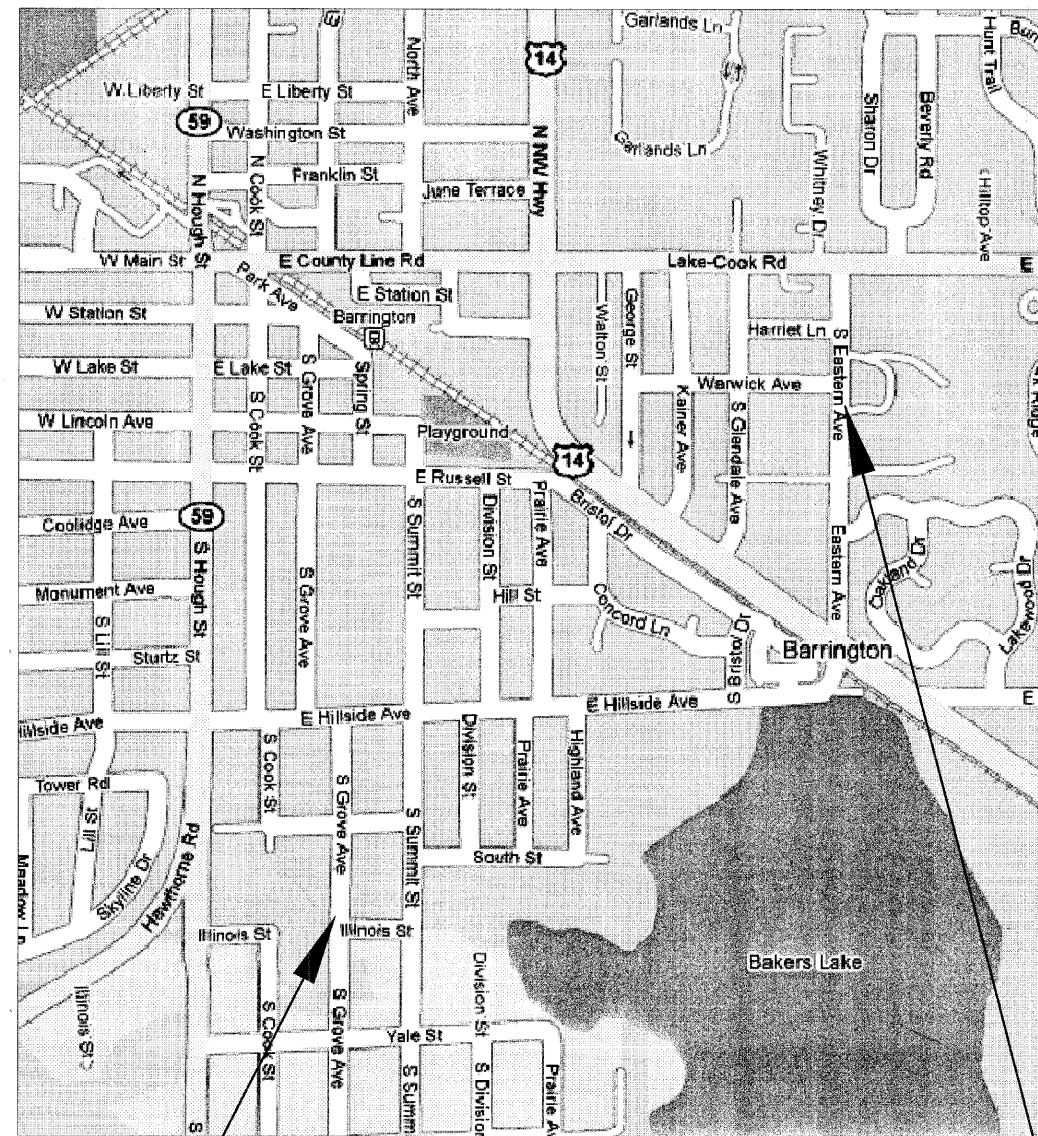 Garlands Ln
Hunt Trail
14
North Ave
W Liberty St
E Liberty St
Sharon Dr
Beverly Rd
59
Washington St
N NW Hwy
Garlands Ln
Whitney Dr
N Cook St
Franklin St
June Terrace
Hilltop Ave
N Hough St
W Main St
E County Line Rd
Lake-Cook Rd
E
Park Ave
E Station St
W Station St
Barrington
Walton St
George St
Harriet Ln
S Eastern Ave
W Lake St
E Lake St
S Grove Ave
Spring St
Warwick Ave
Kainer Ave
S Glendale Ave
W Lincoln Ave
S Cook St
Playground
14
E Russell St
Coolidge Ave
59
S Hough St
S Summit St
Division St
Prairie Ave
Bristol Dr
Eastern Ave
Oakland Dr
Lakewood Dr
S Grove Ave
Monument Ave
Hill St
Concord Ln
S Lill St
Sturtz St
S Bristol Dr
Barrington
Hillside Ave
E Hillside Ave
E Hillside Ave
E
S Cook St
S Grove Ave
Division St
Prairie Ave
Highland Ave
Tower Rd
Lill St
S Summit St
Skyline Dr
Hawthorne Rd
Meadow Ln
South St
Illinois St
Illinois St
Bakers Lake
Division St
Illinois St
S Cook St
S Grove Ave
Yale St
S
S Summ
S Division
Prairie Av